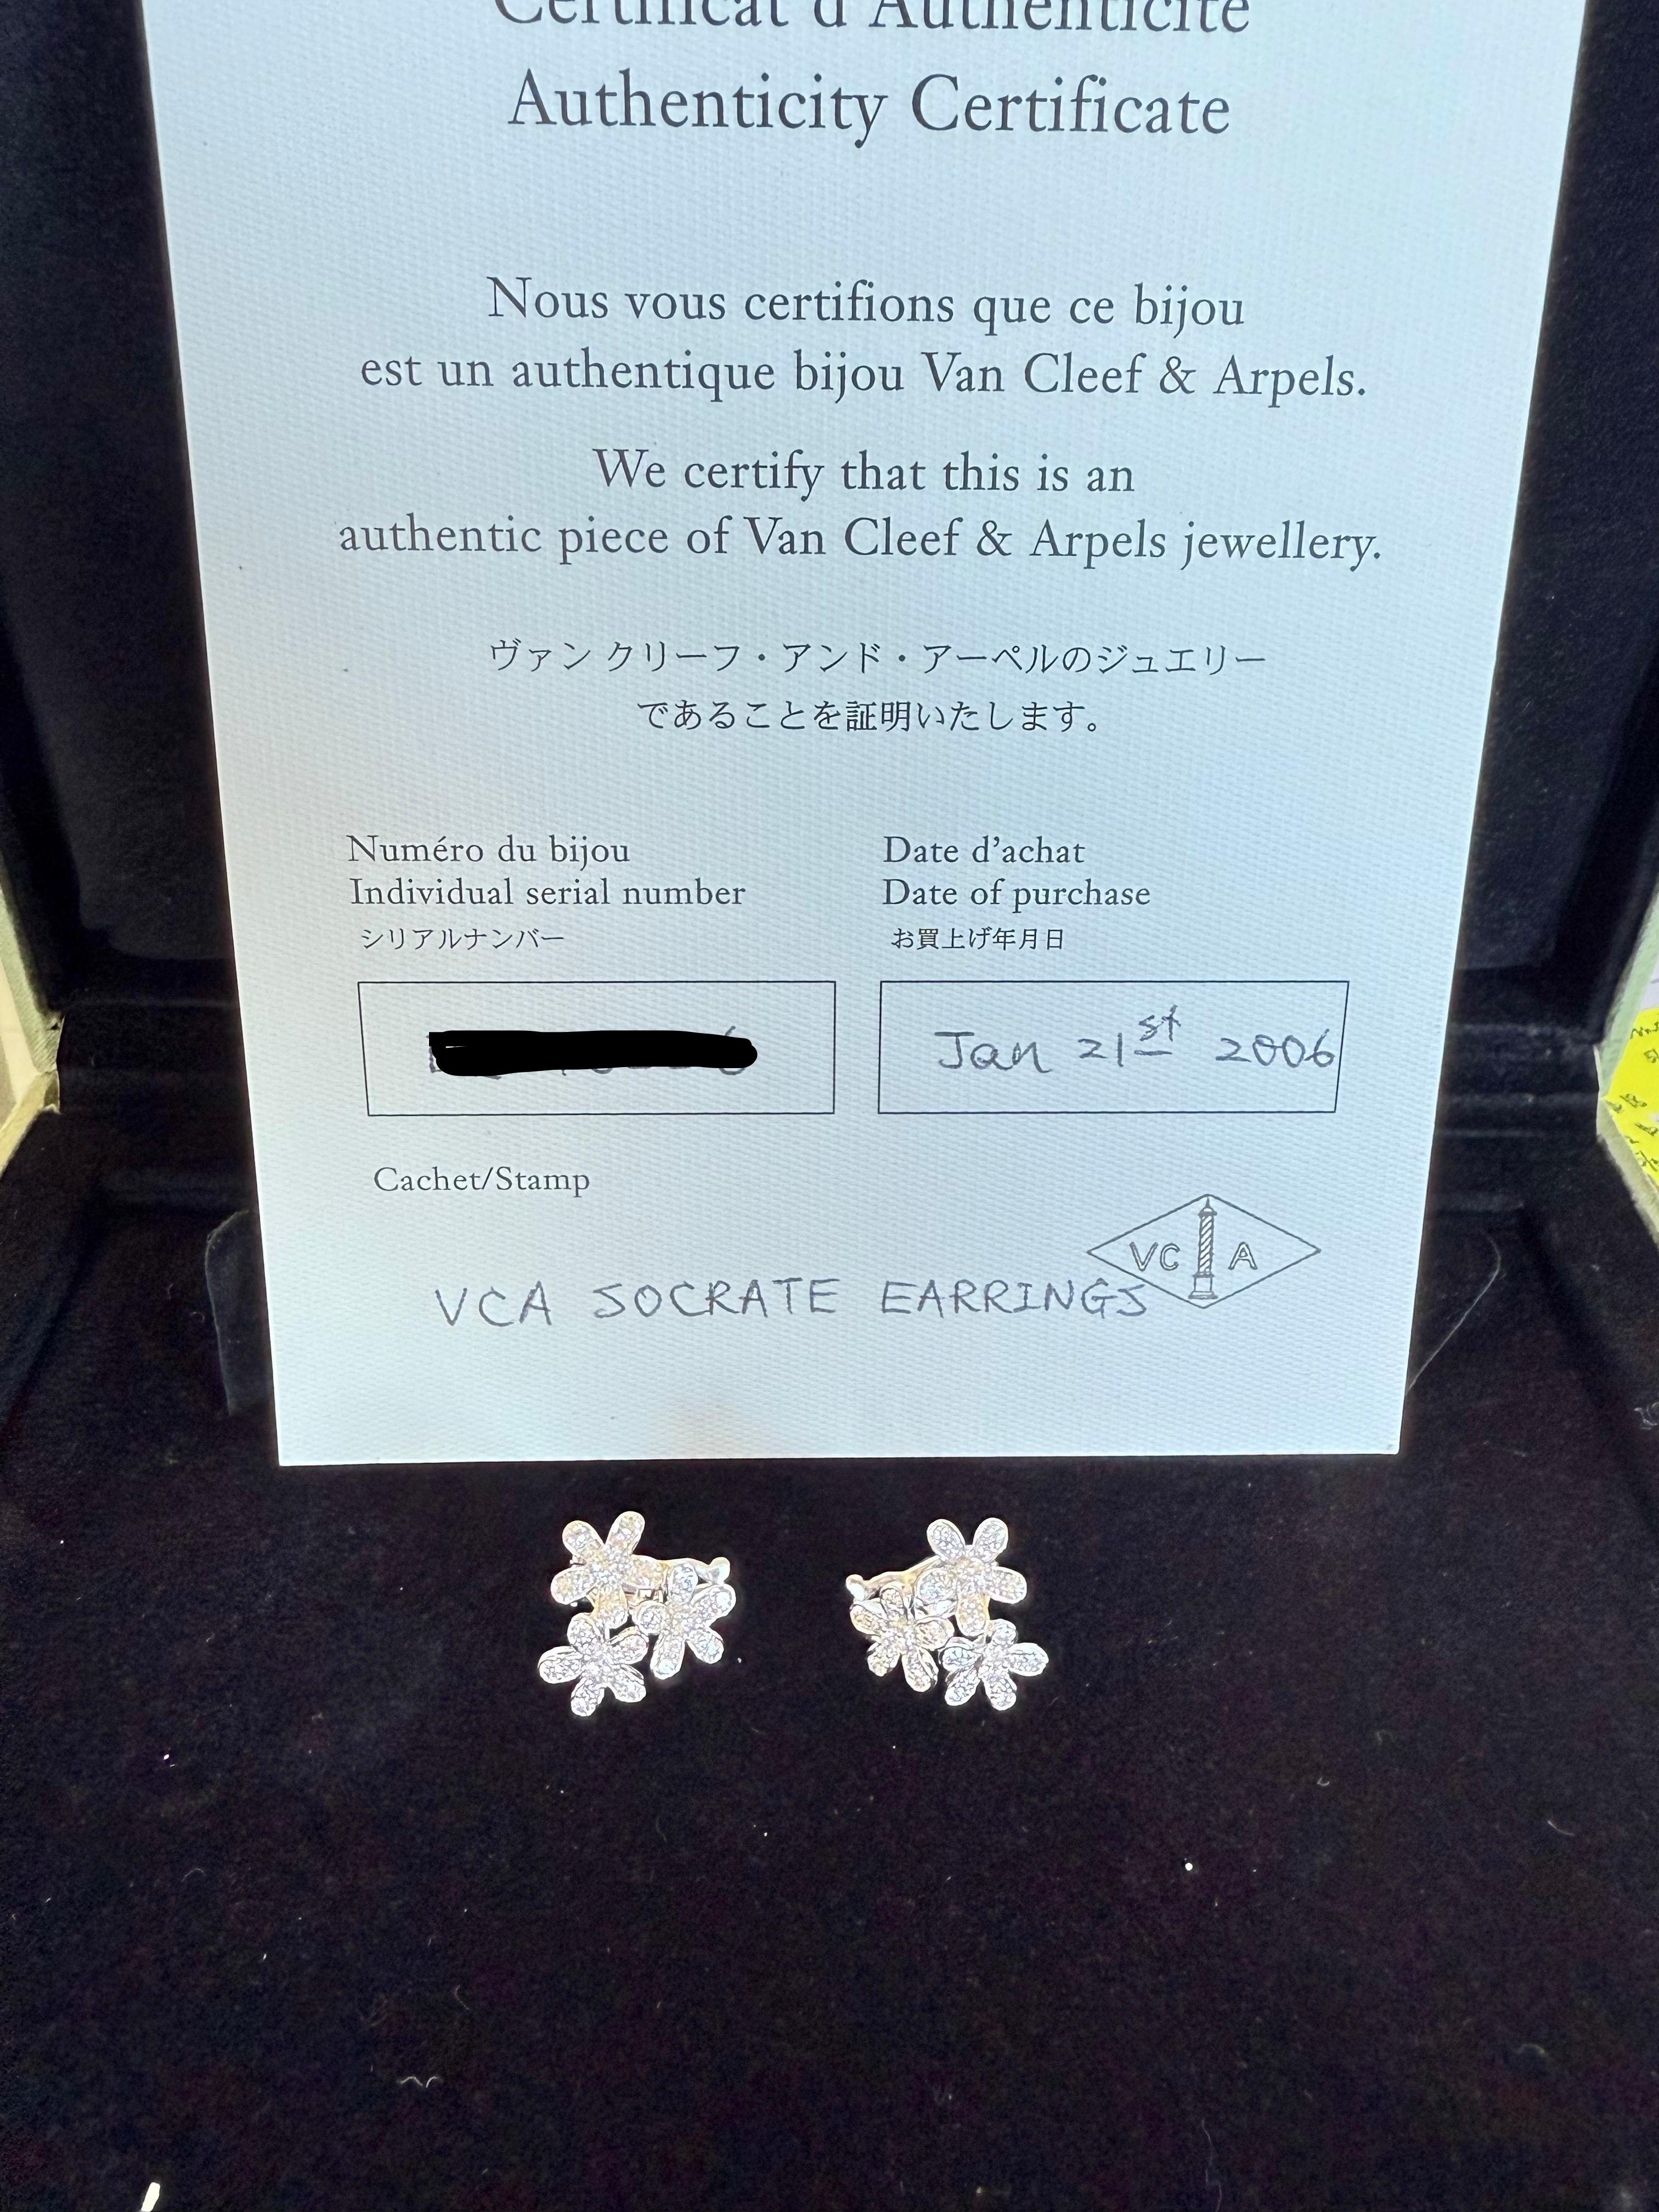 Certificat d'Authenticité
Authenticity Certificate
Nous vous certifions que ce bijou
est un authentique bijou Van Cleef & Arpels.
We certify that this is an
authentic piece of Van Cleef & Arpels jewellery.
ヴァン クリーフ・アンド・アーペルのジュエリー
であることを証明いたします。
Numéro du bijou
Individual serial number
シリアルナンバー
Date d'achat
Date of purchase
お買上げ年月日
Jan 21st 2006
Cachet/Stamp
VC A
VCA SOCRATE EARRINGS